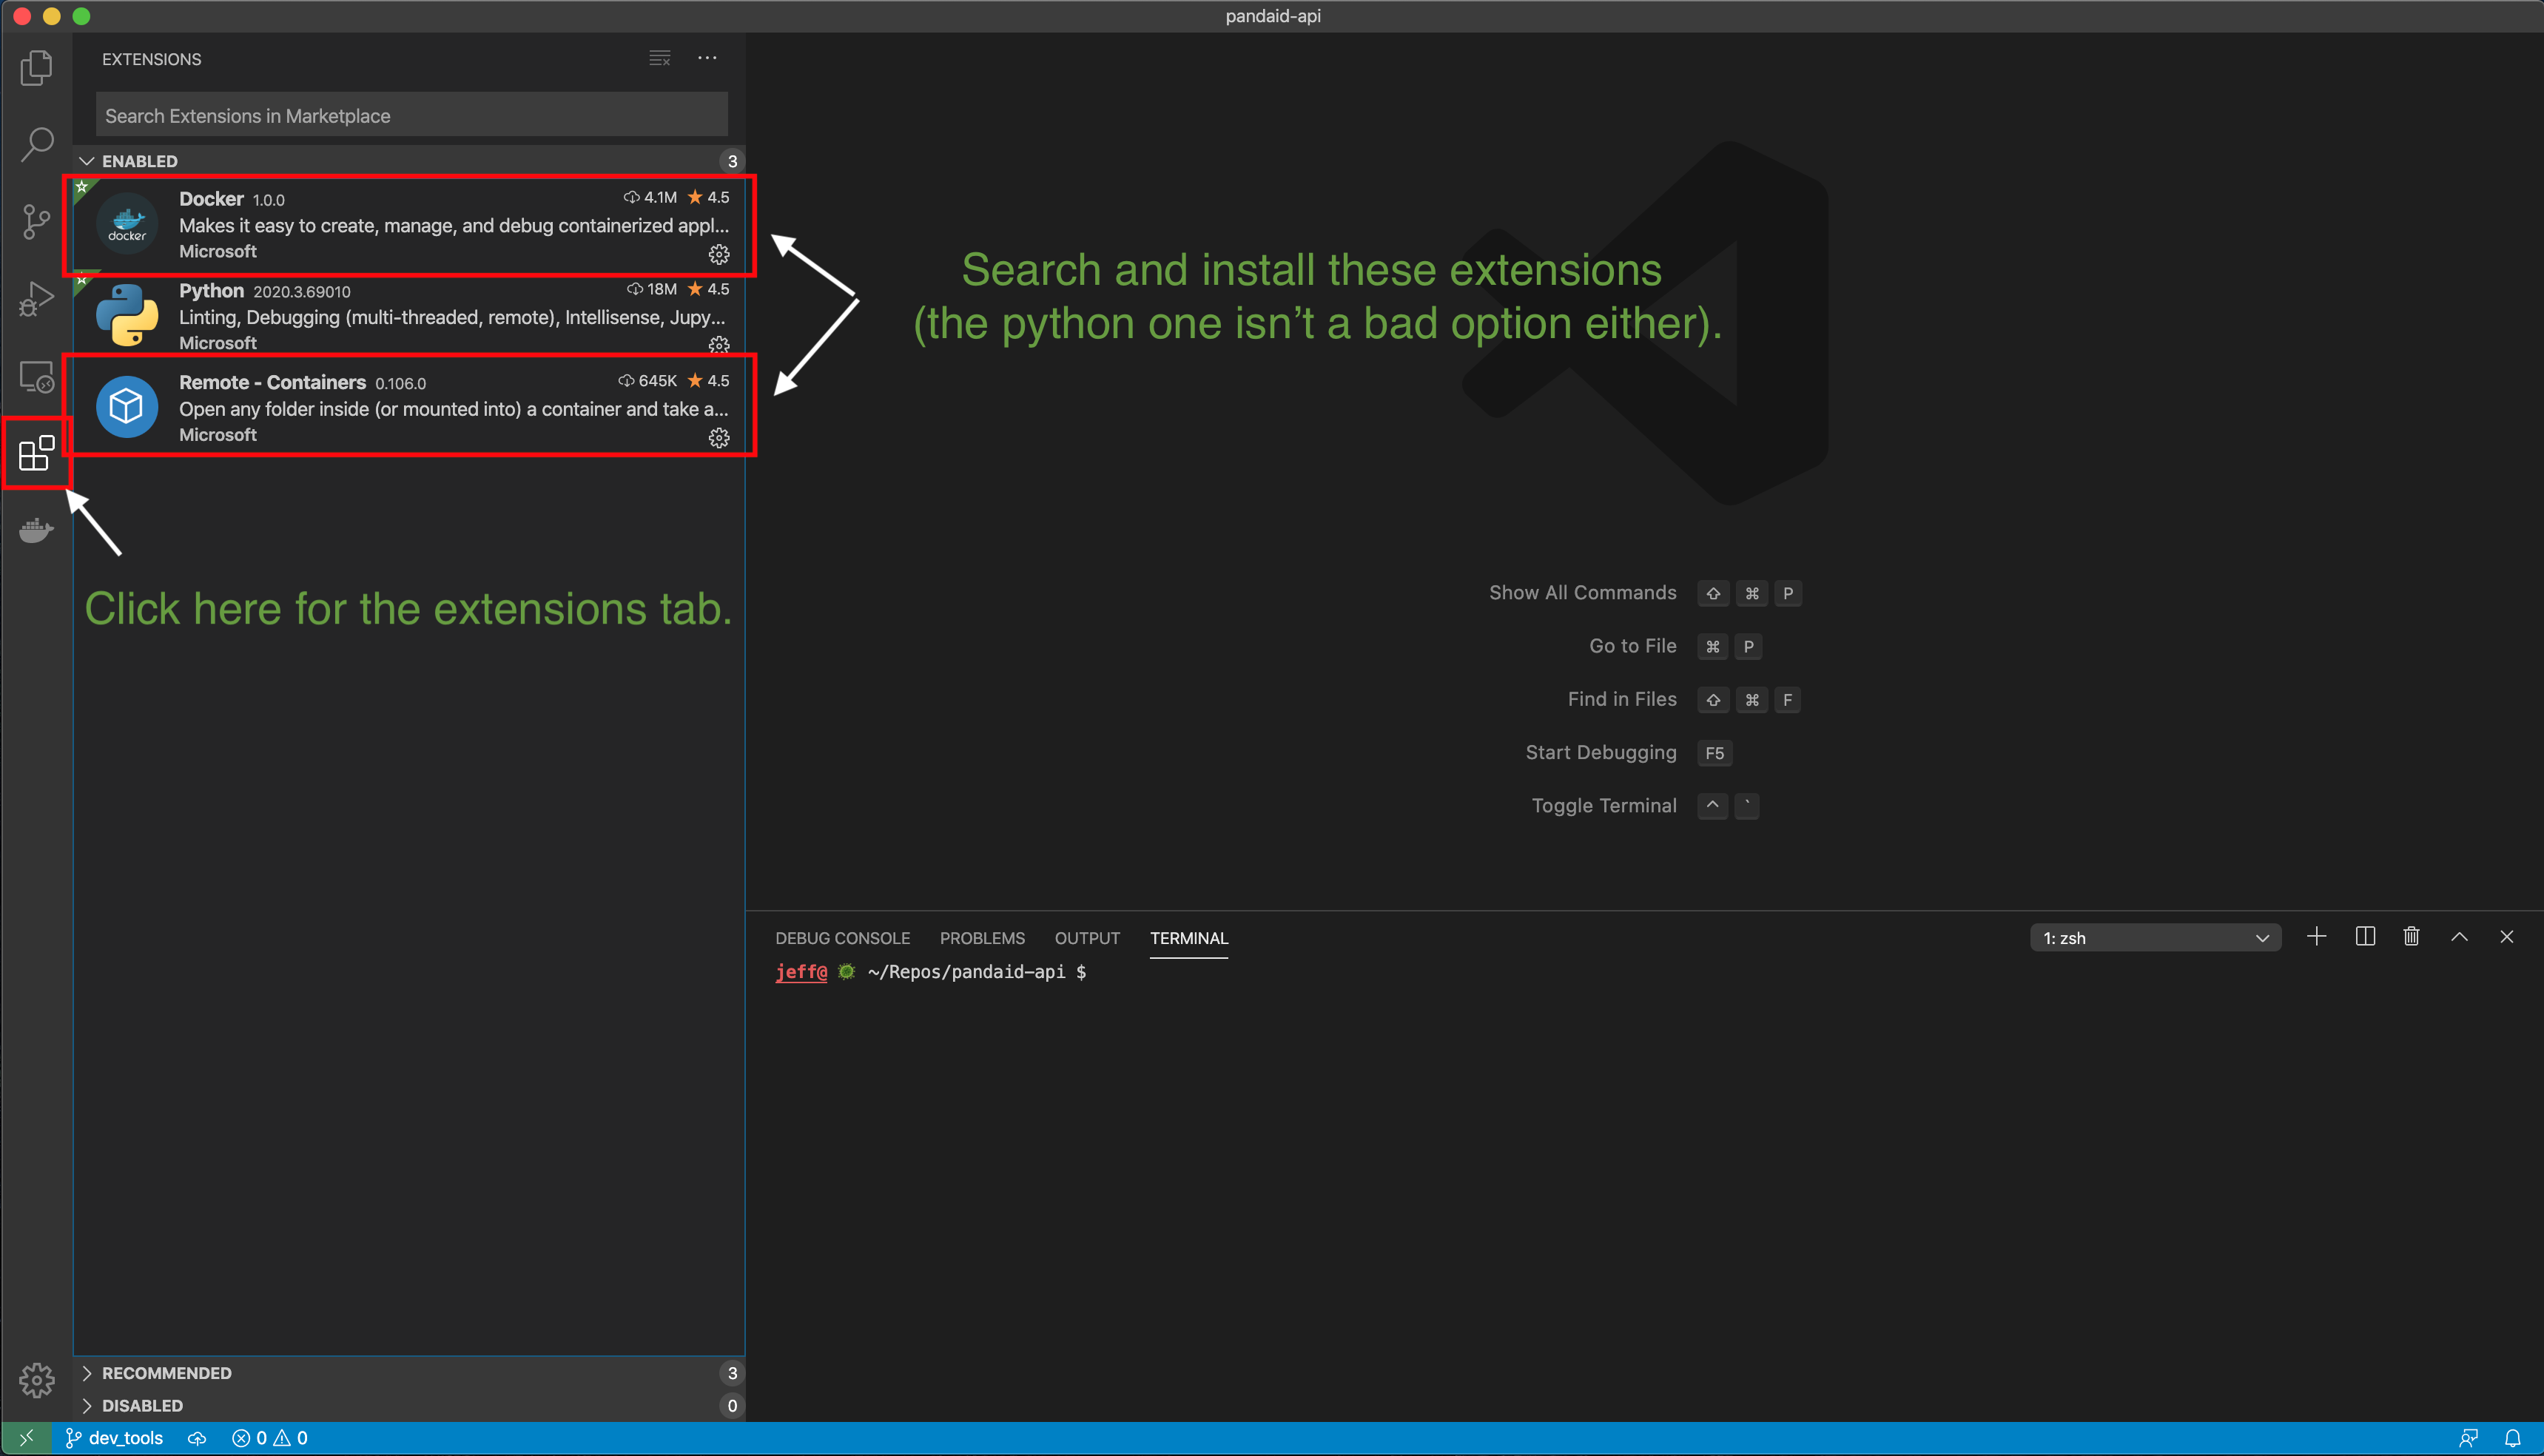 pandaid-api
EXTENSIONS
Search Extensions in Marketplace
ENABLED 3
Docker 1.0.0 4.1M ★ 4.5
Makes it easy to create, manage, and debug containerized appl...
Microsoft
docker
Python 2020.3.69010 18M ★ 4.5
Linting, Debugging (multi-threaded, remote), Intellisense, Jupy...
Microsoft
Remote - Containers 0.106.0 645K ★ 4.5
Open any folder inside (or mounted into) a container and take a...
Microsoft
Search and install these extensions
(the python one isn’t a bad option either).
Click here for the extensions tab.
Show All Commands ⇧ ⌘ P
Go to File ⌘ P
Find in Files ⇧ ⌘ F
Start Debugging F5
Toggle Terminal ^ `
DEBUG CONSOLE PROBLEMS OUTPUT TERMINAL 1: zsh
jeff@ ~/Repos/pandaid-api $
RECOMMENDED 3
DISABLED 0
dev_tools 0 0